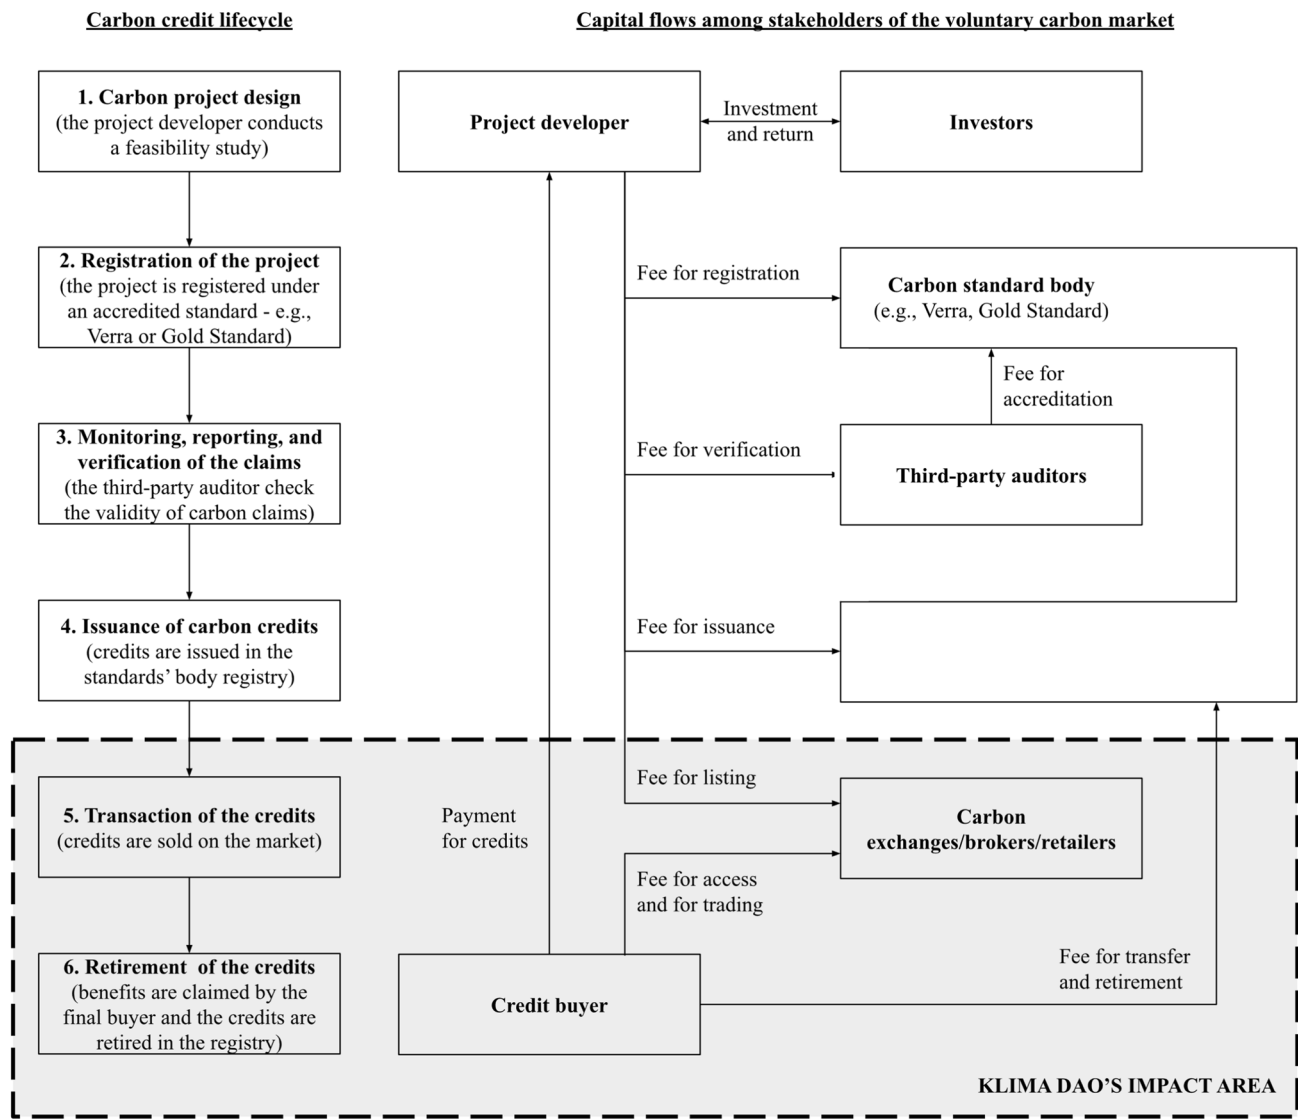 Carbon credit lifecycle
Capital flows among stakeholders of the voluntary carbon market
1. Carbon project design
(the project developer conducts
a feasibility study)
Project developer
Investment
and return
Investors
2. Registration of the project
(the project is registered under
an accredited standard - e.g.,
Verra or Gold Standard)
Fee for registration
Carbon standard body
(e.g., Verra, Gold Standard)
Fee for
accreditation
3. Monitoring, reporting, and
verification of the claims
(the third-party auditor check
the validity of carbon claims)
Fee for verification
Third-party auditors
4. Issuance of carbon credits
(credits are issued in the
standards' body registry)
Fee for issuance
5. Transaction of the credits
(credits are sold on the market)
Payment
for credits
Fee for listing
Carbon
exchanges/brokers/retailers
Fee for access
and for trading
6. Retirement of the credits
(benefits are claimed by the
final buyer and the credits are
retired in the registry)
Credit buyer
Fee for transfer
and retirement
KLIMA DAO'S IMPACT AREA